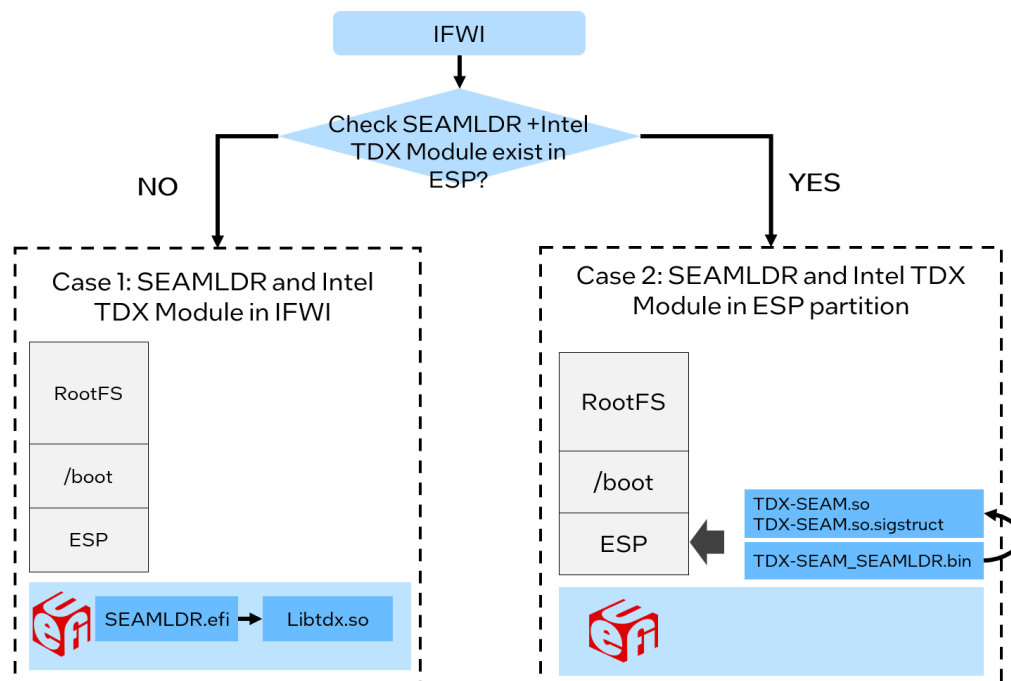 IFWI
Check SEAMLDR +Intel
TDX Module exist in
ESP?
NO
YES
Case 1: SEAMLDR and Intel
TDX Module in IFWI
RootFS
/boot
ESP
UEFI
SEAMLDR.efi
Libtdx.so
Case 2: SEAMLDR and Intel TDX
Module in ESP partition
RootFS
/boot
ESP
TDX-SEAM.so
TDX-SEAM.so.sigstruct
TDX-SEAM_SEAMLDR.bin
UEFI